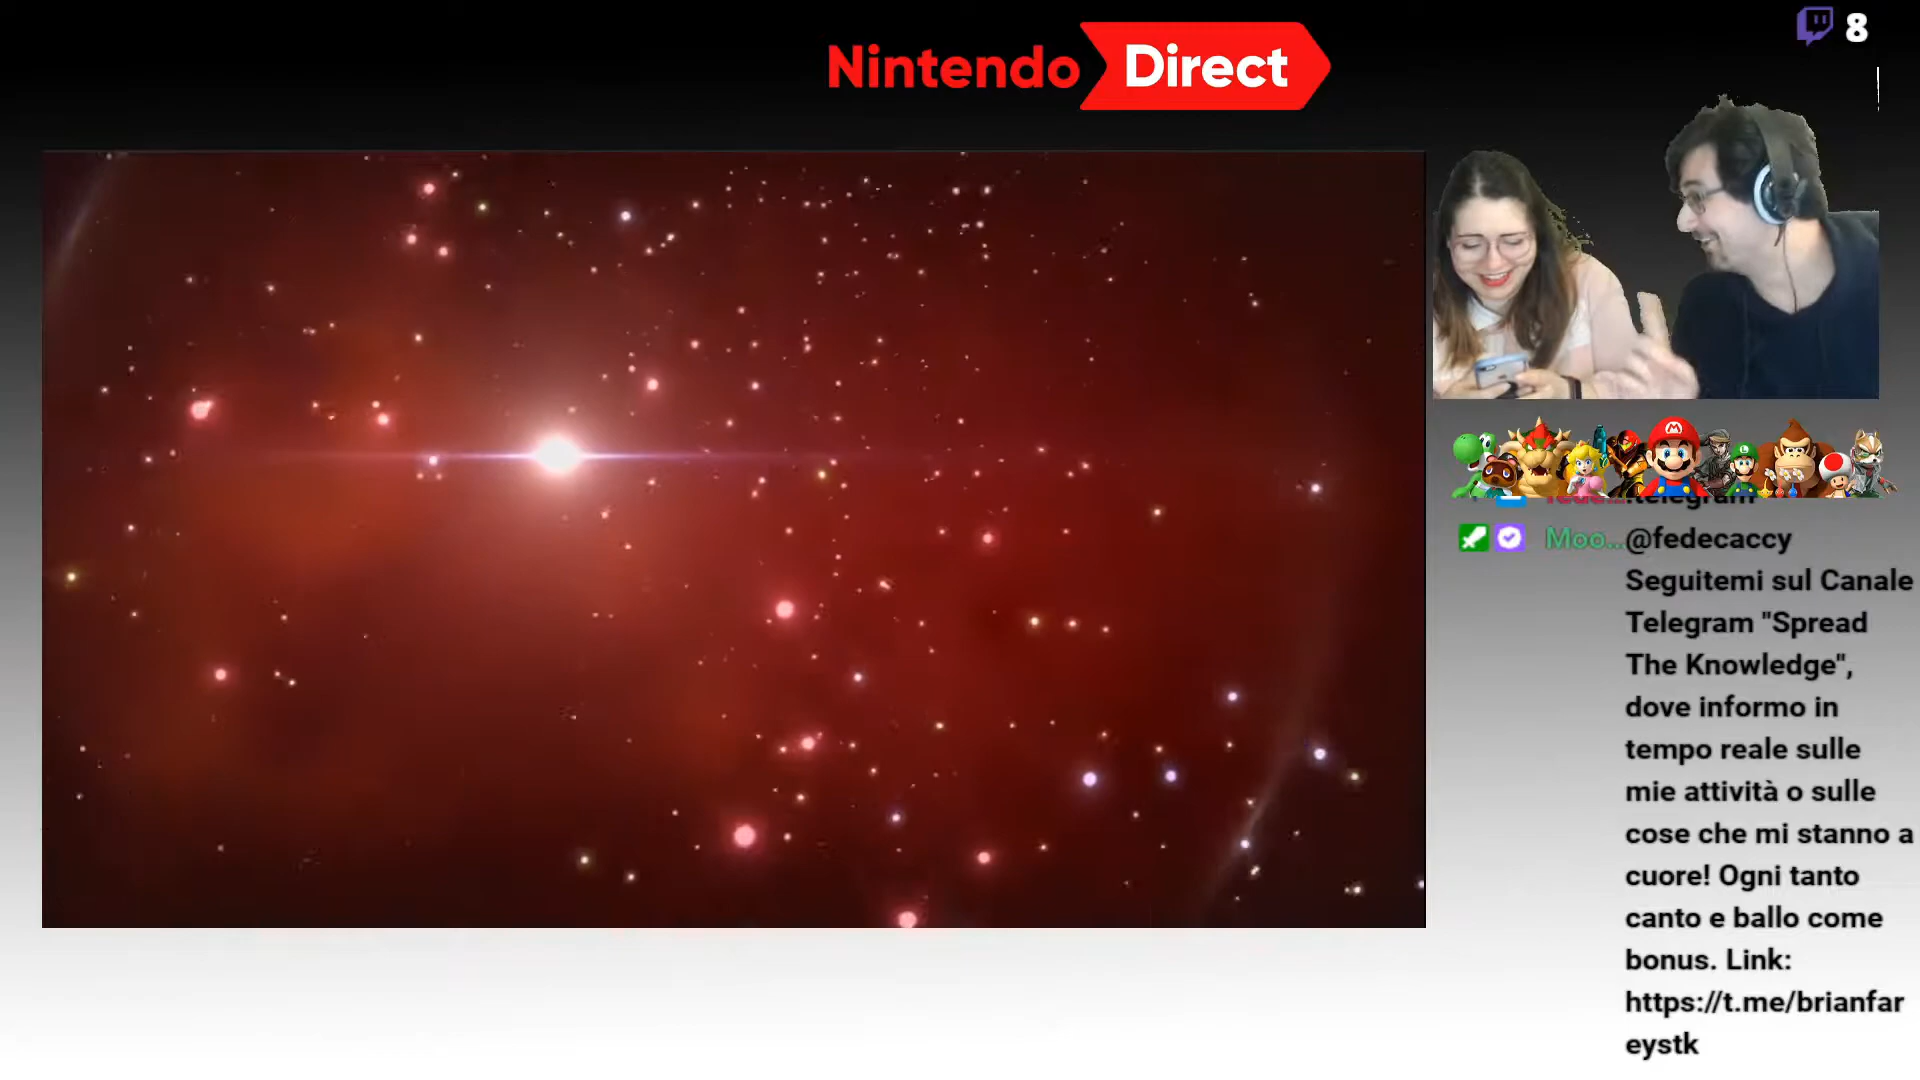 Nintendo Direct
8
.telegram
Moo... @fedecaccy
Seguitemi sul Canale
Telegram "Spread
The Knowledge",
dove informo in
tempo reale sulle
mie attività o sulle
cose che mi stanno a
cuore! Ogni tanto
canto e ballo come
bonus. Link:
https://t.me/brianfar
eystk